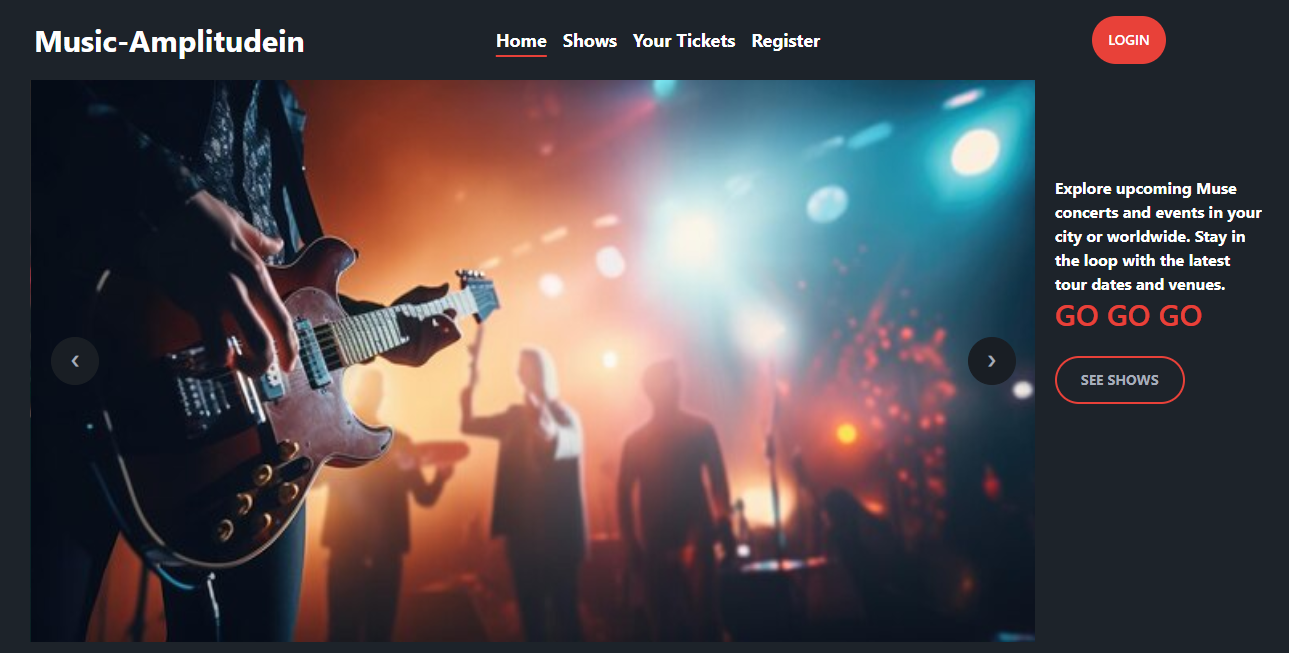 Music-Amplitudein
Home Shows Your Tickets Register
LOGIN
Explore upcoming Muse
concerts and events in your
city or worldwide. Stay in
the loop with the latest
tour dates and venues.
GO GO GO
SEE SHOWS